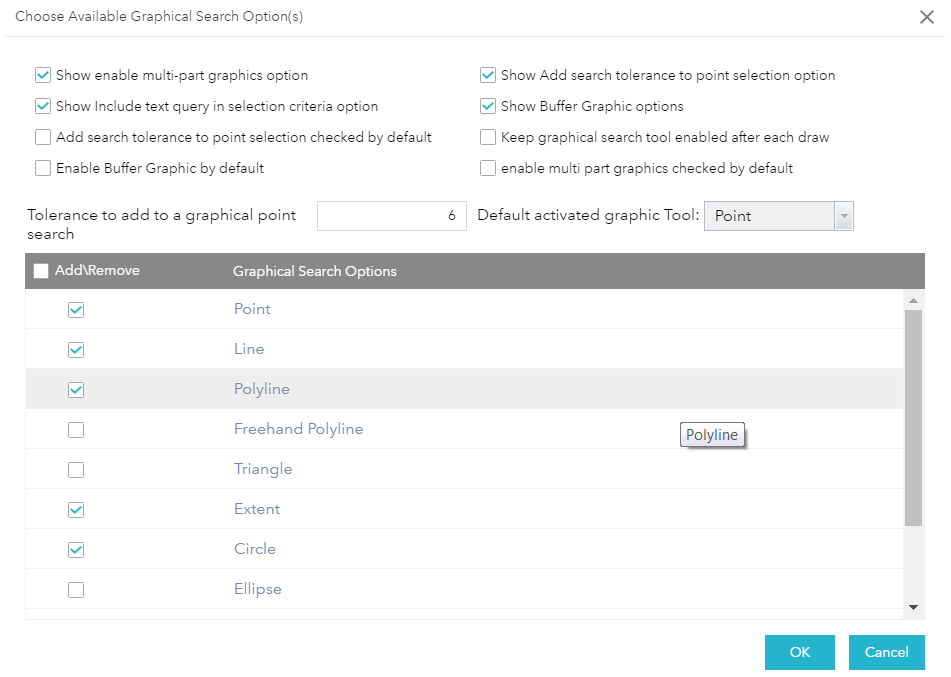 Choose Available Graphical Search Option(s)
Show enable multi-part graphics option
Show Add search tolerance to point selection option
Show Include text query in selection criteria option
Show Buffer Graphic options
Add search tolerance to point selection checked by default
Keep graphical search tool enabled after each draw
Enable Buffer Graphic by default
enable multi part graphics checked by default
Tolerance to add to a graphical point
search
6
Default activated graphic Tool:
Point
Add\Remove
Graphical Search Options
Point
Line
Polyline
Freehand Polyline
Polyline
Triangle
Extent
Circle
Ellipse
OK
Cancel